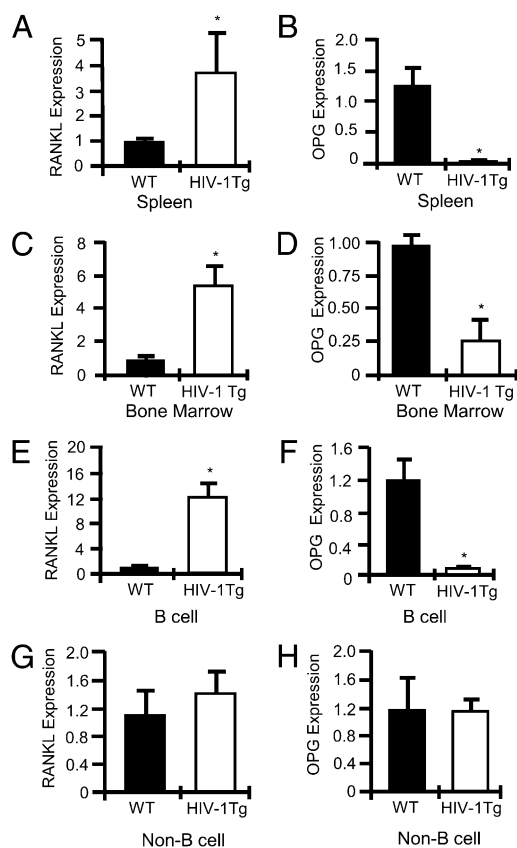 A
RANKL Expression
5
4
3
2
1
0
*
WT
HIV-1Tg
Spleen
B
OPG Expression
2.0
1.5
1.0
0.5
0
*
WT
HIV-1Tg
Spleen
C
RANKL Expression
8
6
4
2
0
*
WT
HIV-1 Tg
Bone Marrow
D
OPG Expression
1.00
0.75
0.50
0.25
0
*
WT
HIV-1 Tg
Bone Marrow
E
RANKL Expression
20
16
12
8
4
0
*
WT
HIV-1Tg
B cell
F
OPG Expression
1.6
1.2
0.8
0.4
0
*
WT
HIV-1Tg
B cell
G
RANKL Expression
2.0
1.6
1.2
0.8
0.4
0
WT
HIV-1Tg
Non-B cell
H
OPG Expression
2.0
1.6
1.2
0.8
0.4
0
WT
HIV-1Tg
Non-B cell